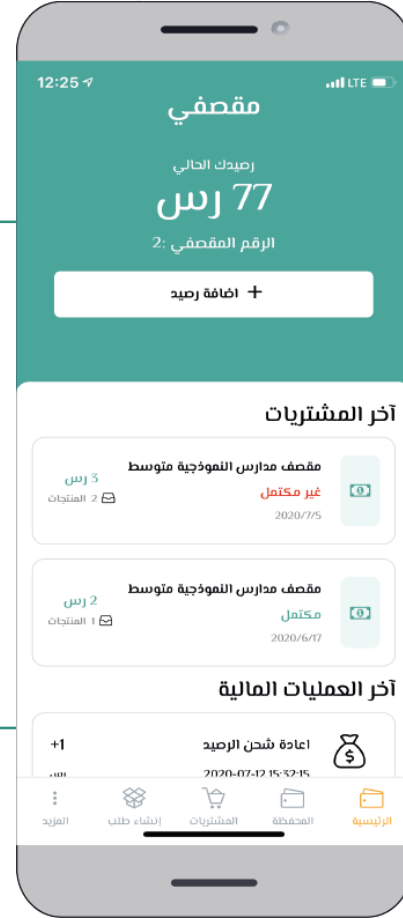 12:25
LTE
مقصفي
رصيدك الحالي
77 رس
الرقم المقصفي :2
+ اضافة رصيد
آخر المشتريات
مقصف مدارس النموذجية متوسط
3 رس
غير مكتمل
2 المنتجات
2020/7/5
مقصف مدارس النموذجية متوسط
2 رس
مكتمل
1 المنتجات
2020/6/17
آخر العمليات المالية
اعادة شحن الرصيد
+1
2020-07-12 15:32:15
الرئيسية
المحفظة
المشتريات
إنشاء طلب
المزيد